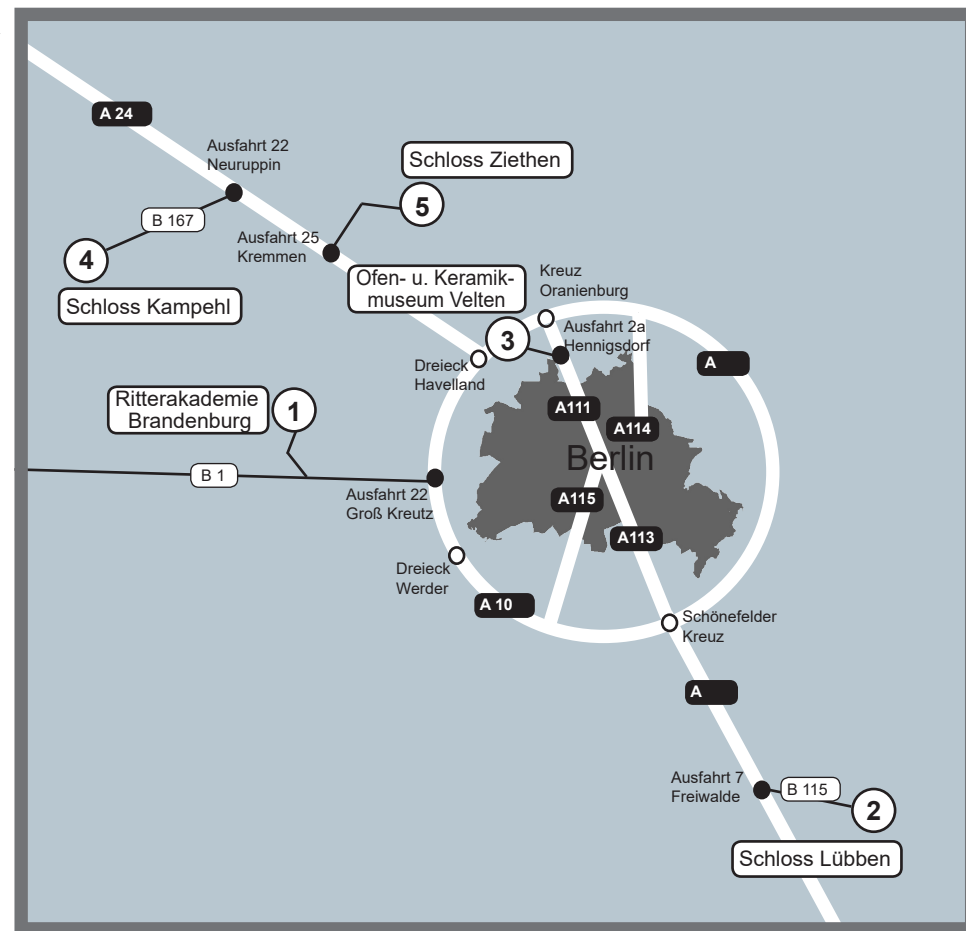 A 24
Ausfahrt 22
Neuruppin
Schloss Ziethen
5
B 167
Ausfahrt 25
Kremmen
4
Schloss Kampehl
Ofen- u. Keramik-
museum Velten
Kreuz
Oranienburg
3
Ausfahrt 2a
Hennigsdorf
Dreieck
Havelland
A
Ritterakademie
Brandenburg
1
A111
A114
Berlin
B 1
Ausfahrt 22
Groß Kreutz
A115
A113
Dreieck
Werder
A 10
Schönefelder
Kreuz
A
Ausfahrt 7
Freiwalde
B 115
2
Schloss Lübben